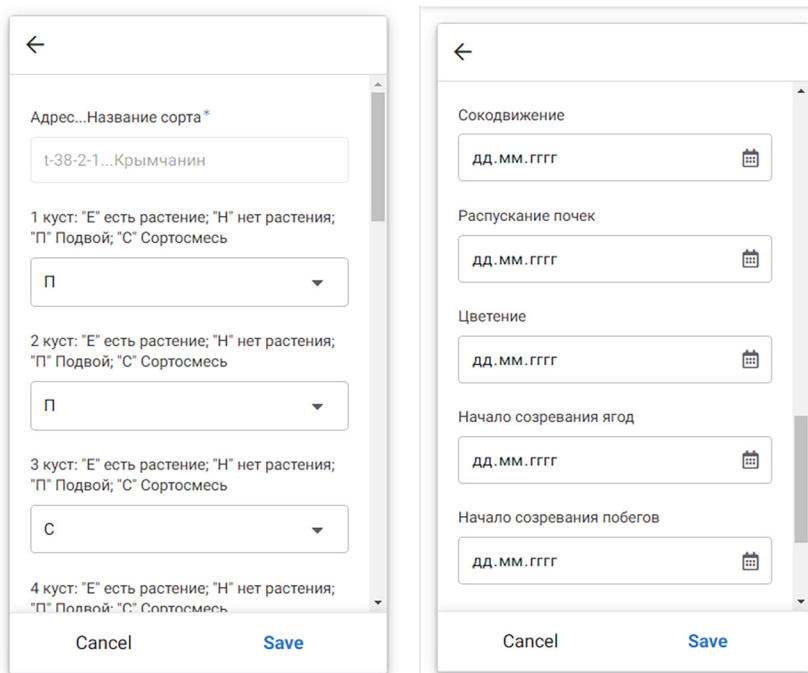 Адрес...Название сорта*
t-38-2-1...Крымчанин
1 куст: "Е" есть растение; "Н" нет растения;
"П" Подвой; "С" Сортосмесь
П
2 куст: "Е" есть растение; "Н" нет растения;
"П" Подвой; "С" Сортосмесь
П
3 куст: "Е" есть растение; "Н" нет растения;
"П" Подвой; "С" Сортосмесь
С
4 куст: "Е" есть растение; "Н" нет растения;
"П" Подвой; "С" Сортосмесь
Cancel Save
Сокодвижение
дд.мм.гггг
Распускание почек
дд.мм.гггг
Цветение
дд.мм.гггг
Начало созревания ягод
дд.мм.гггг
Начало созревания побегов
дд.мм.гггг
Cancel Save